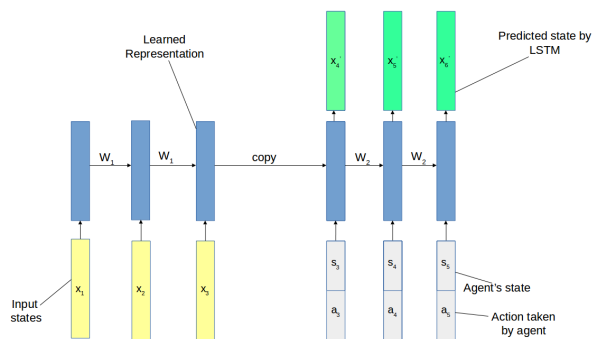 Learned
Representation
Predicted state by
LSTM
x₄'
x₅'
x₆'
W₁
W₁
copy
W₂
W₂
x₁
x₂
x₃
s₃
s₄
s₅
a₃
a₄
a₅
Input
states
Agent's state
Action taken
by agent